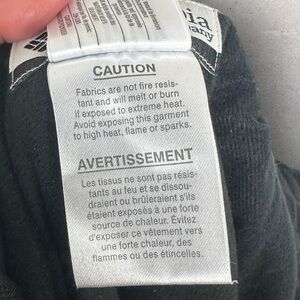 bia
pany
CAUTION
Fabrics are not fire resis-
tant and will melt or burn
if exposed to extreme heat.
Avoid exposing this garment
to high heat, flame or sparks.
AVERTISSEMENT
Les tissus ne sont pas résis-
tants au feu et se dissou-
draient ou brûleraient s'ils
étaient exposés à une forte
source de chaleur. Évitez
d'exposer ce vêtement vers
une forte chaleur, des
flammes ou des étincelles.